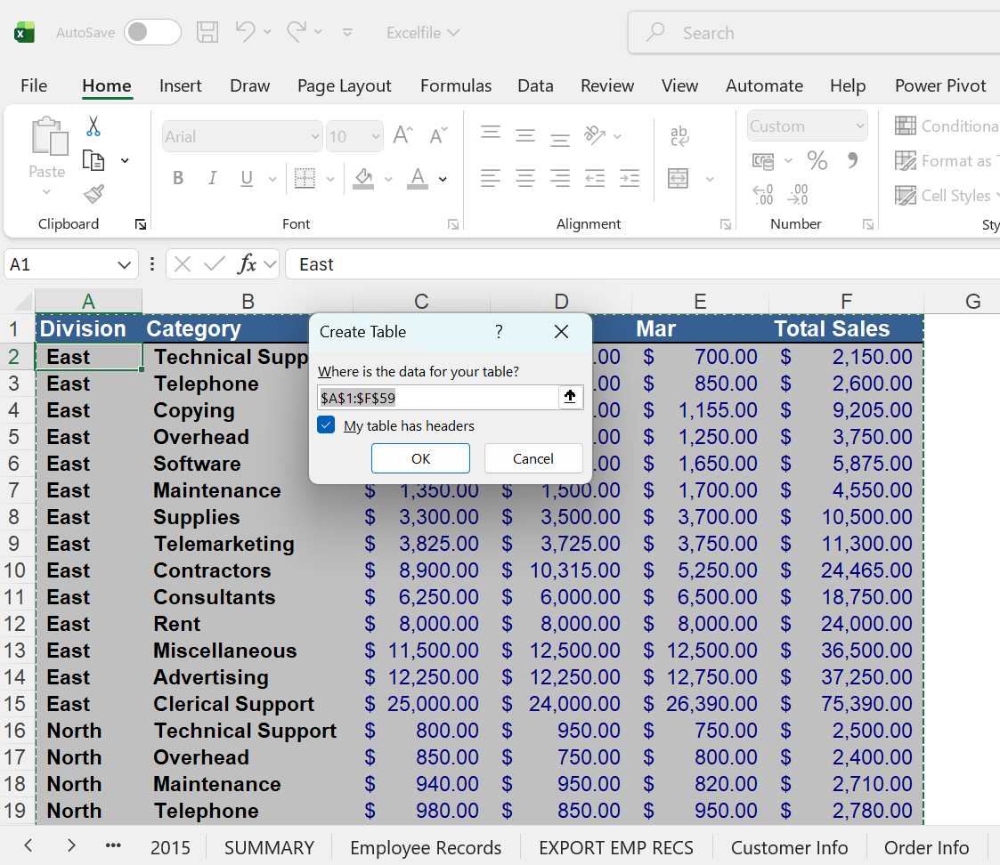 AutoSave Excelfile Search
File Home Insert Draw Page Layout Formulas Data Review View Automate Help Power Pivot
Arial 10 Custom Conditiona
Paste B I U A % Format as T
Cell Styles
Clipboard Font Alignment Number Sty
A1 fx East
A B C D E F G
1 Division Category Mar Total Sales
2 East Technical Supp .00 $ 700.00 $ 2,150.00
3 East Telephone .00 $ 850.00 $ 2,600.00
4 East Copying .00 $ 1,155.00 $ 9,205.00
5 East Overhead .00 $ 1,250.00 $ 3,750.00
6 East Software .00 $ 1,650.00 $ 5,875.00
Create Table ?
Where is the data for your table?
$A$1:$F$59
My table has headers
OK Cancel
7 East Maintenance $ 1,350.00 $ 1,500.00 $ 1,700.00 $ 4,550.00
8 East Supplies $ 3,300.00 $ 3,500.00 $ 3,700.00 $ 10,500.00
9 East Telemarketing $ 3,825.00 $ 3,725.00 $ 3,750.00 $ 11,300.00
10 East Contractors $ 8,900.00 $ 10,315.00 $ 5,250.00 $ 24,465.00
11 East Consultants $ 6,250.00 $ 6,000.00 $ 6,500.00 $ 18,750.00
12 East Rent $ 8,000.00 $ 8,000.00 $ 8,000.00 $ 24,000.00
13 East Miscellaneous $ 11,500.00 $ 12,500.00 $ 12,500.00 $ 36,500.00
14 East Advertising $ 12,250.00 $ 12,250.00 $ 12,750.00 $ 37,250.00
15 East Clerical Support $ 25,000.00 $ 24,000.00 $ 26,390.00 $ 75,390.00
16 North Technical Support $ 800.00 $ 950.00 $ 750.00 $ 2,500.00
17 North Overhead $ 850.00 $ 750.00 $ 800.00 $ 2,400.00
18 North Maintenance $ 940.00 $ 950.00 $ 820.00 $ 2,710.00
19 North Telephone $ 980.00 $ 850.00 $ 950.00 $ 2,780.00
2015 SUMMARY Employee Records EXPORT EMP RECS Customer Info Order Info